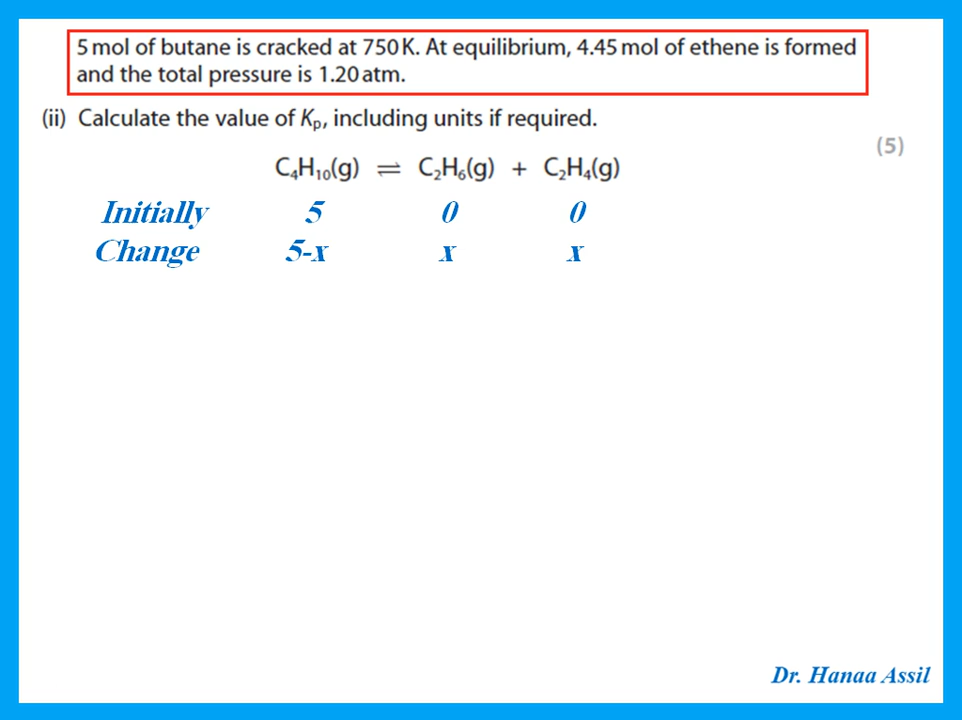 5 mol of butane is cracked at 750 K. At equilibrium, 4.45 mol of ethene is formed
and the total pressure is 1.20 atm.
(ii) Calculate the value of Kₚ, including units if required.
(5)
C₄H₁₀(g) ⇌ C₂H₆(g) + C₂H₄(g)
Initially 5 0 0
Change 5-x x x
Dr. Hanaa Assil